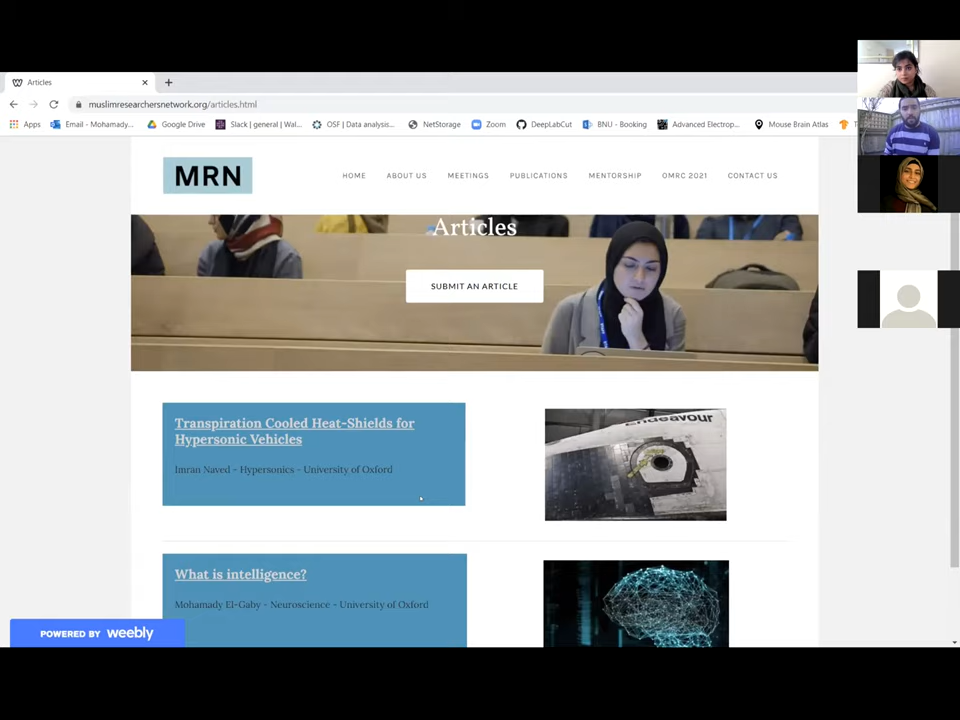 Articles
muslimresearchersnetwork.org/articles.html
Apps
Email - Mohamady...
Google Drive
Slack | general | Wal...
OSF | Data analysis...
NetStorage
Zoom
DeepLabCut
BNU - Booking
Advanced Electrop...
Mouse Brain Atlas
MRN
HOME
ABOUT US
MEETINGS
PUBLICATIONS
MENTORSHIP
OMRC 2021
CONTACT US
Articles
SUBMIT AN ARTICLE
Transpiration Cooled Heat-Shields for
Hypersonic Vehicles
Imran Naved - Hypersonics - University of Oxford
Endeavour
What is intelligence?
Mohamady El-Gaby - Neuroscience - University of Oxford
POWERED BY weebly